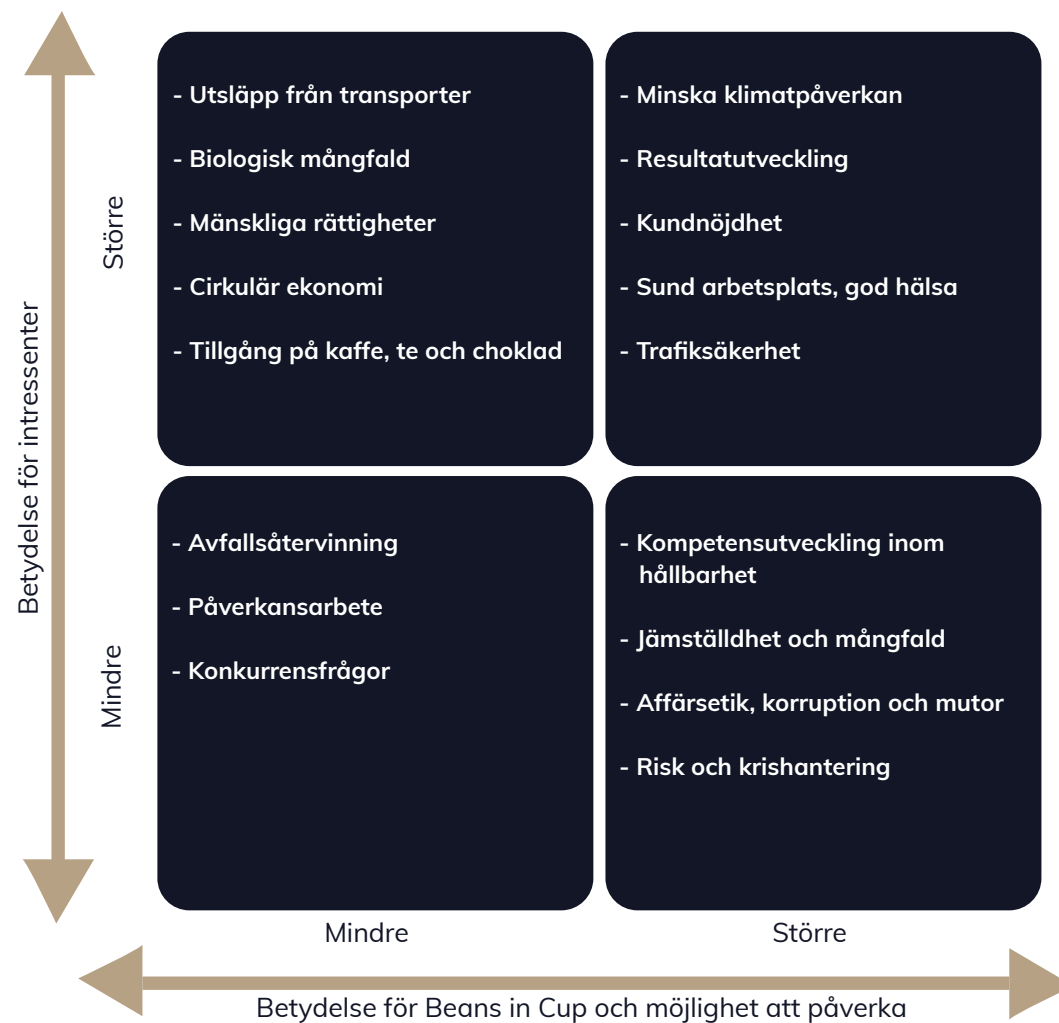 Betydelse för intressenter
Större
- Utsläpp från transporter
- Biologisk mångfald
- Mänskliga rättigheter
- Cirkulär ekonomi
- Tillgång på kaffe, te och choklad
- Minska klimatpåverkan
- Resultatutveckling
- Kundnöjdhet
- Sund arbetsplats, god hälsa
- Trafiksäkerhet
Mindre
- Avfallsåtervinning
- Påverkansarbete
- Konkurrensfrågor
- Kompetensutveckling inom
hållbarhet
- Jämställdhet och mångfald
- Affärsetik, korruption och mutor
- Risk och krishantering
Mindre
Större
Betydelse för Beans in Cup och möjlighet att påverka